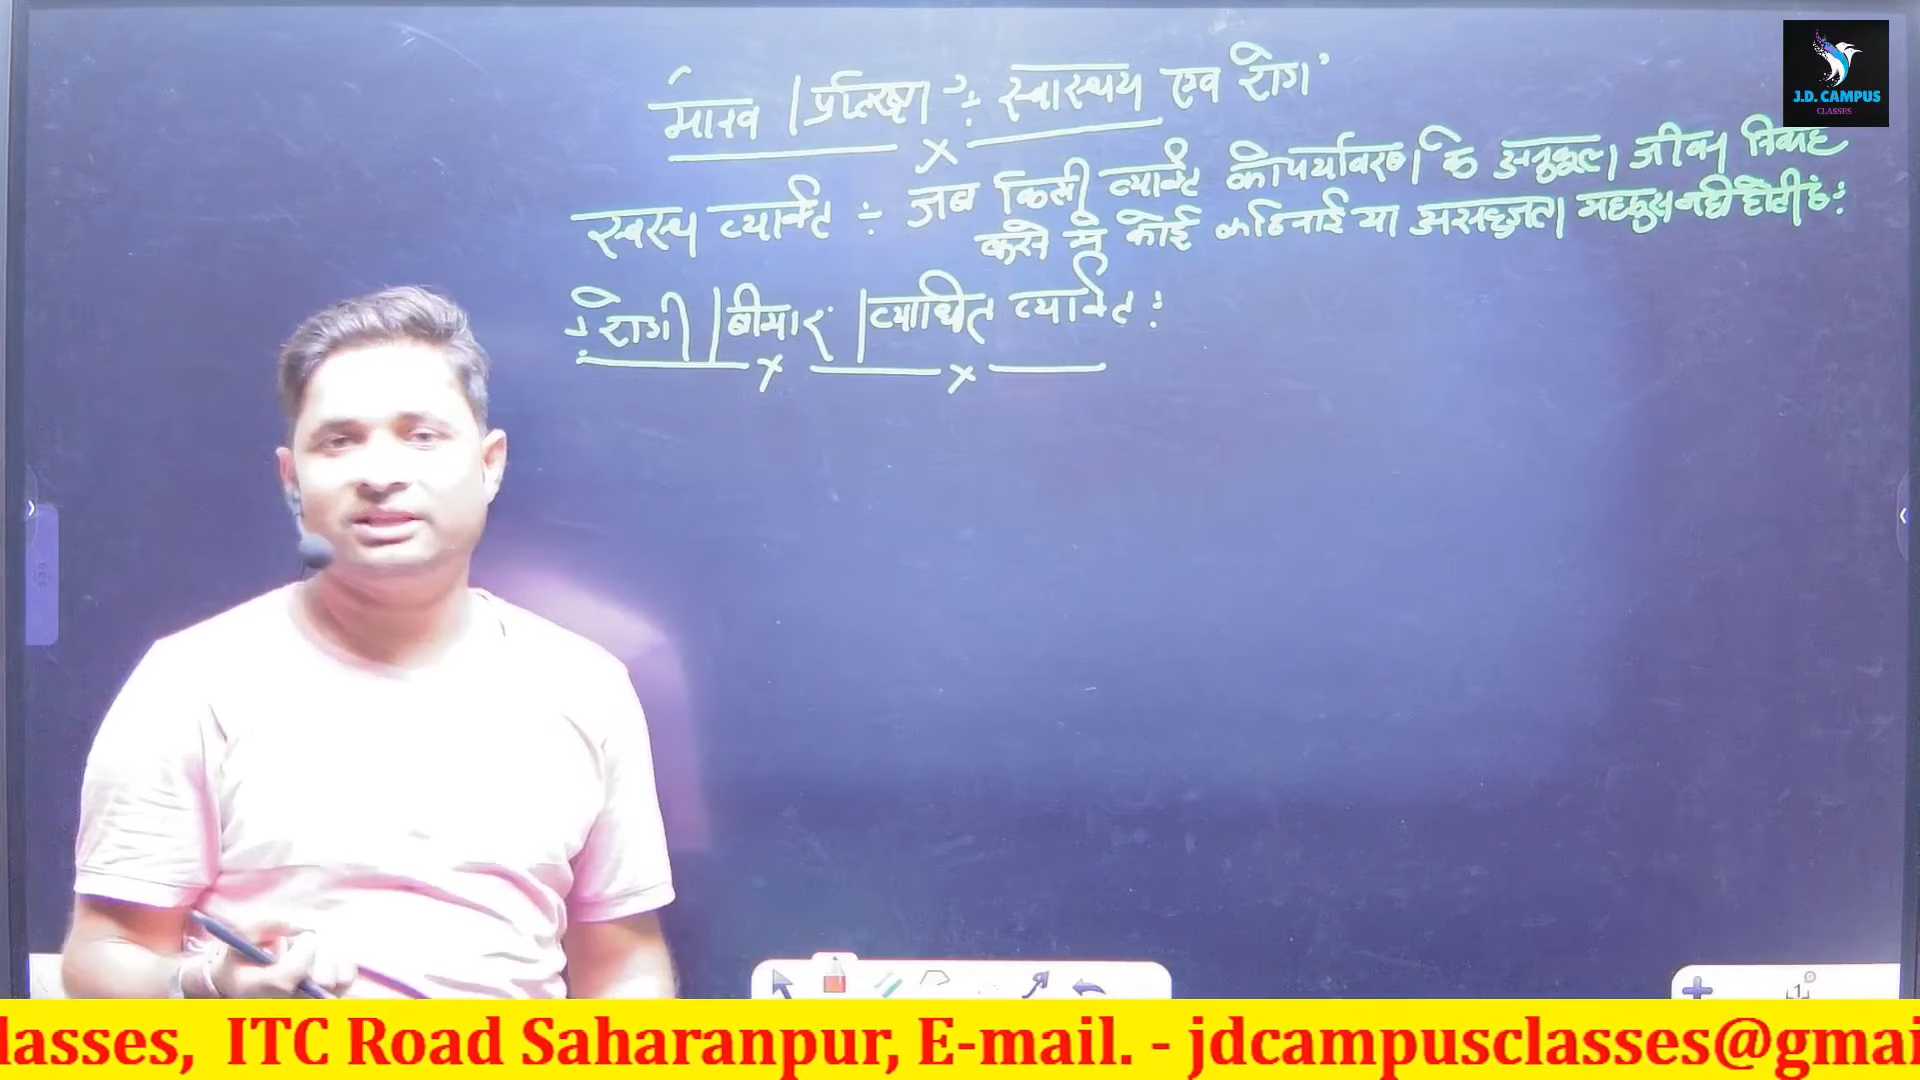 मानव | प्रतिरक्षा ÷ स्वास्थय एव रोग
स्वस्थ व्यक्ति ÷ जब किसी व्यक्ति को पर्यावरण के अनुकूल जीवन निर्वाह
करने मे कोई कठिनाई या असहजता महसुस नही होती है:
÷ रोगी | बीमार | व्याधित व्यक्ति :
J.D. CAMPUS
CLASSES
lasses, ITC Road Saharanpur, E-mail. - jdcampusclasses@gmai